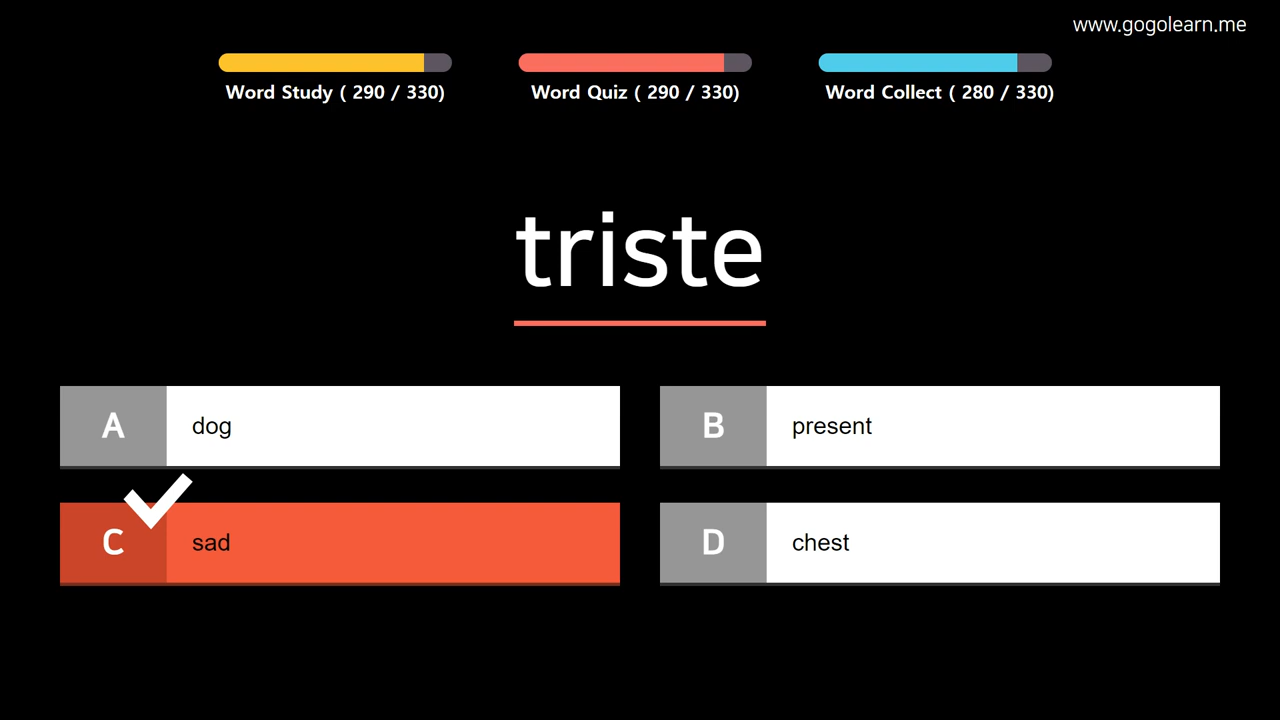 www.gogolearn.me
Word Study ( 290 / 330)
Word Quiz ( 290 / 330)
Word Collect ( 280 / 330)
triste
A dog
B present
C sad
D chest